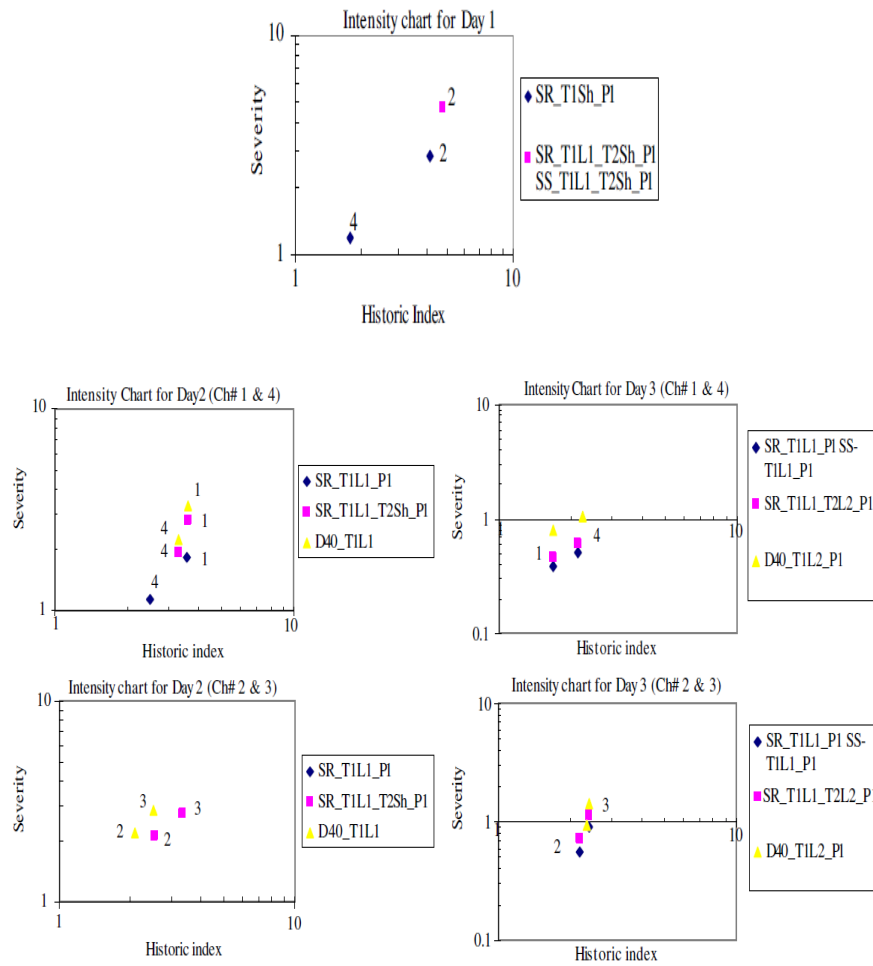 Intensity chart for Day 1
10
Severity
2
2
4
1
1
10
Historic Index
SR_T1Sh_Pl
SR_T1L1_T2Sh_Pl
SS_T1L1_T2Sh_Pl
Intensity Chart for Day2 (Ch# 1 & 4)
10
Severity
1
1
4
4
1
4
1
1
10
Historic index
SR_T1L1_P1
SR_T1L1_T2Sh_Pl
D40_T1L1
Intensity Chart for Day 3 (Ch# 1 & 4)
10
Severity
1
1
10
4
1
0.1
Historic index
SR_T1L1_Pl SS-
T1L1_P1
SR_T1L1_T2L2_P1
D40_T1L2_P1
Intensity chart for Day 2 (Ch# 2 & 3)
10
Severity
3
3
2
2
1
1
10
Historic index
SR_T1L1_Pl
SR_T1L1_T2Sh_P1
D40_T1L1
Intensity chart for Day 3 (Ch# 2 & 3)
10
Severity
3
1
1
10
2
0.1
Historic index
SR_T1L1_P1 SS-
T1L1_P1
SR_T1L1_T2L2_P1
D40_T1L2_Pl